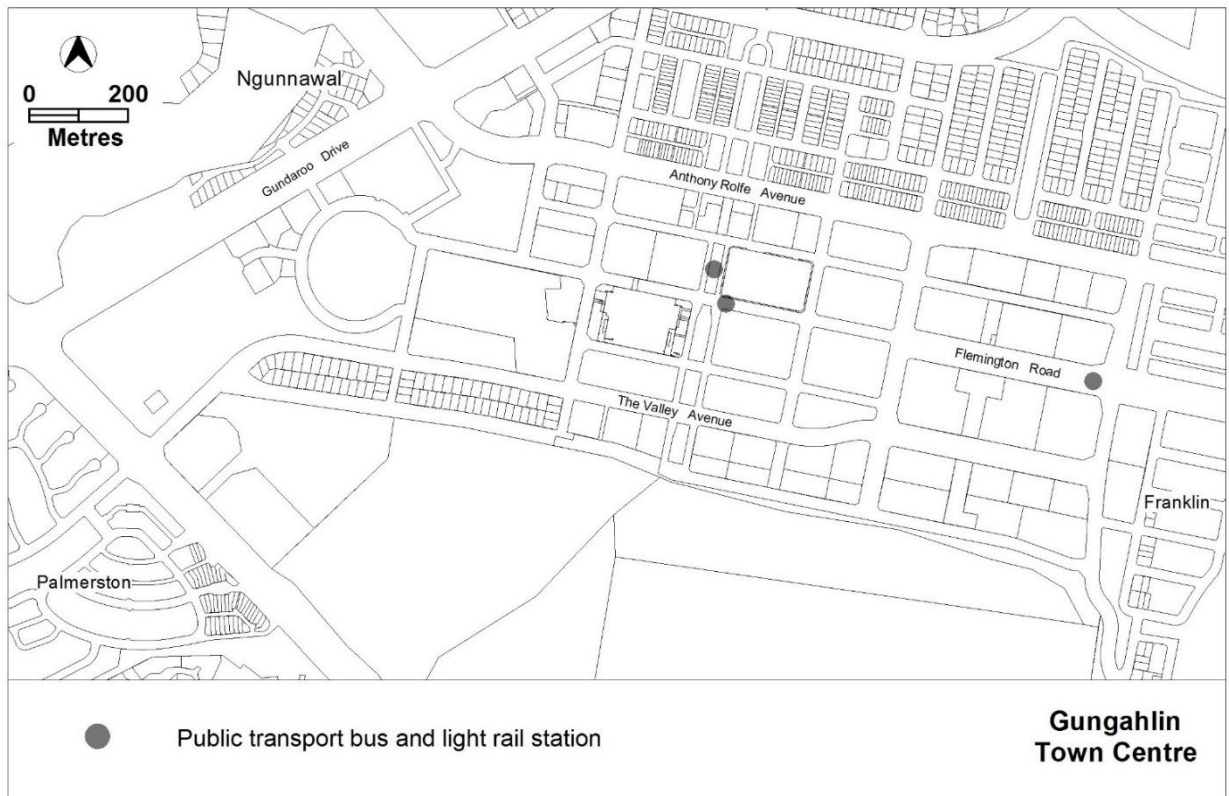 Ngunnawal
0 200
Metres
Gundaroo Drive
Anthony Rolfe Avenue
Flemington Road
The Valley Avenue
Franklin
Palmerston
Public transport bus and light rail station
Gungahlin
Town Centre